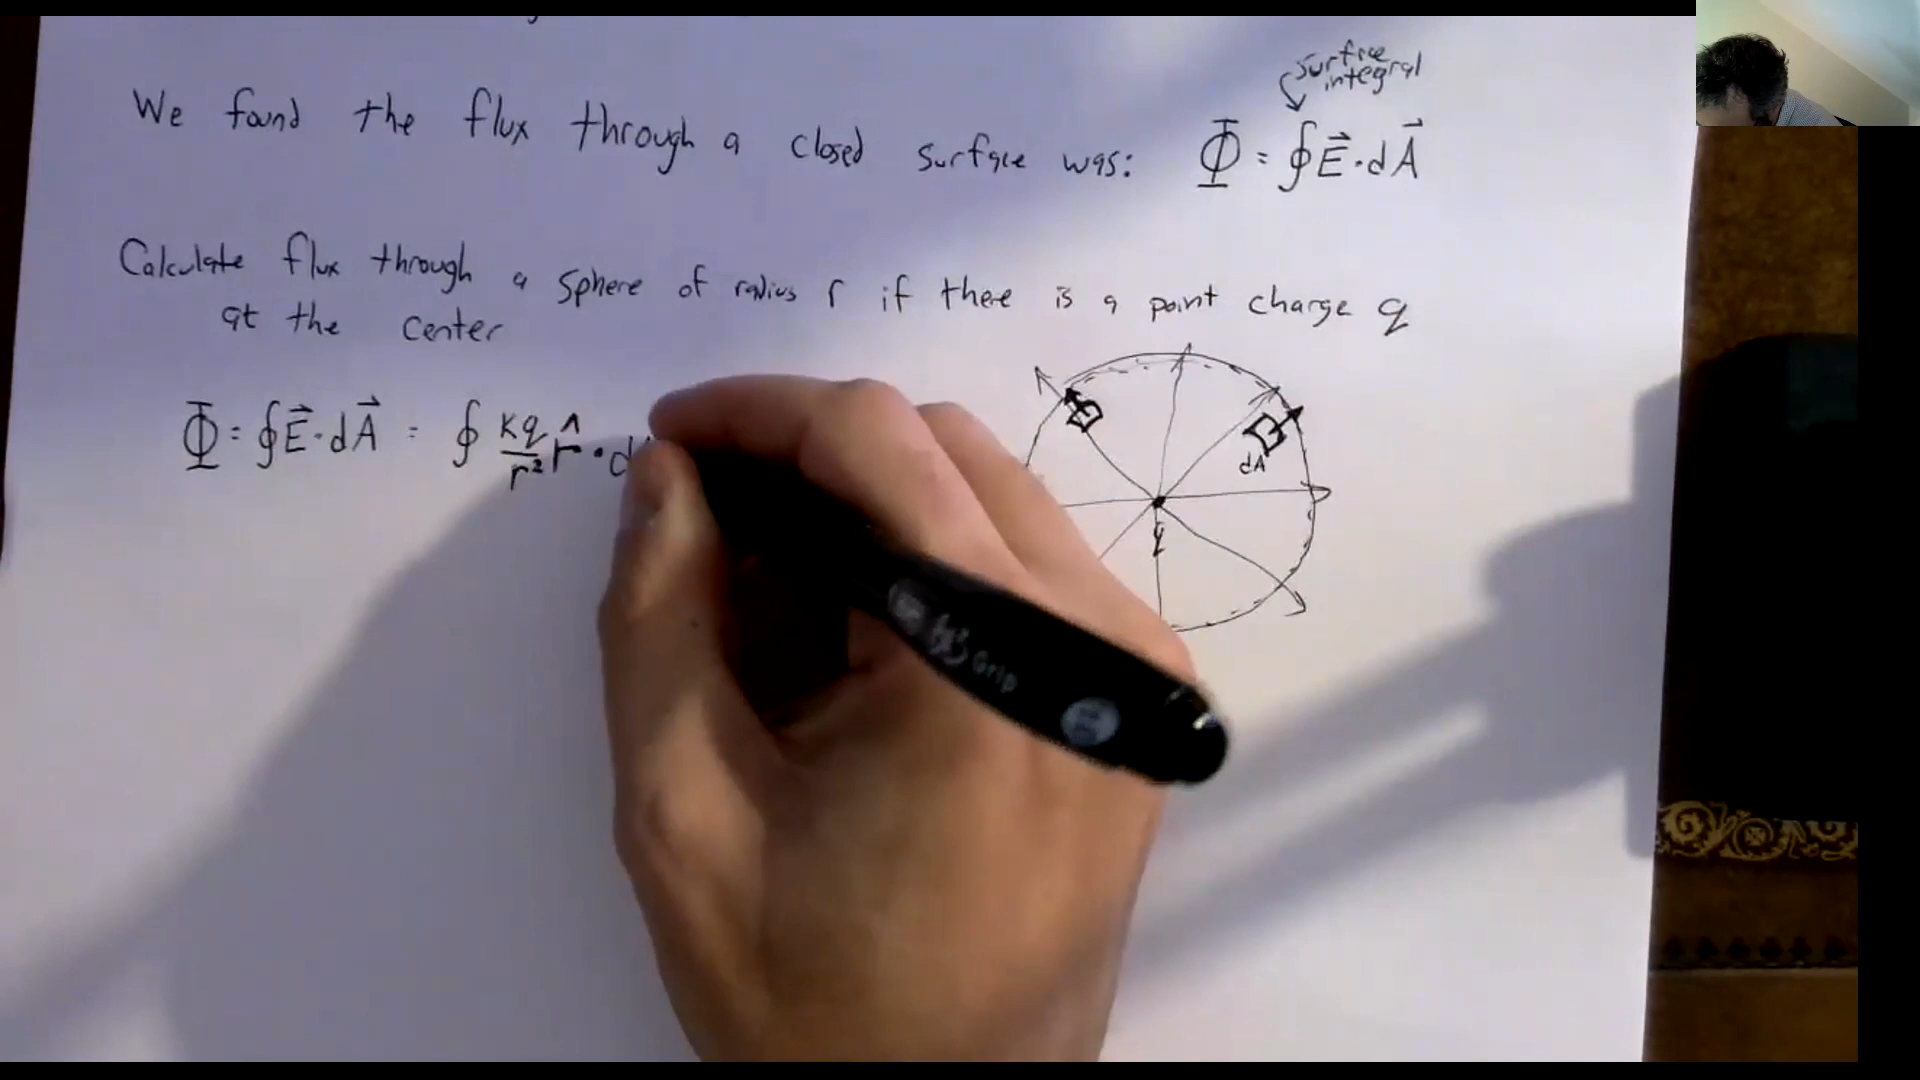 surface
integral
We found the flux through a closed surface was: Φ = ∮E⃗·dA⃗
Calculate flux through a sphere of radius r if there is a point charge q
at the center
Φ = ∮E⃗·dA⃗ = ∮ kq/r² r̂ · d
dA
q
Grip